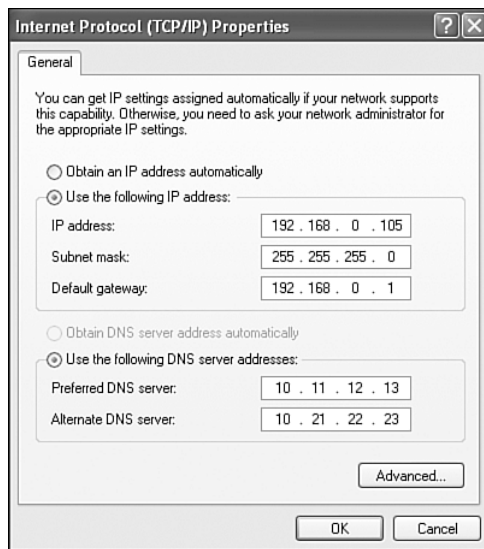 Internet Protocol (TCP/IP) Properties
General
You can get IP settings assigned automatically if your network supports
this capability. Otherwise, you need to ask your network administrator for
the appropriate IP settings.
Obtain an IP address automatically
Use the following IP address:
IP address: 192 . 168 . 0 . 105
Subnet mask: 255 . 255 . 255 . 0
Default gateway: 192 . 168 . 0 . 1
Obtain DNS server address automatically
Use the following DNS server addresses:
Preferred DNS server: 10 . 11 . 12 . 13
Alternate DNS server: 10 . 21 . 22 . 23
Advanced...
OK Cancel